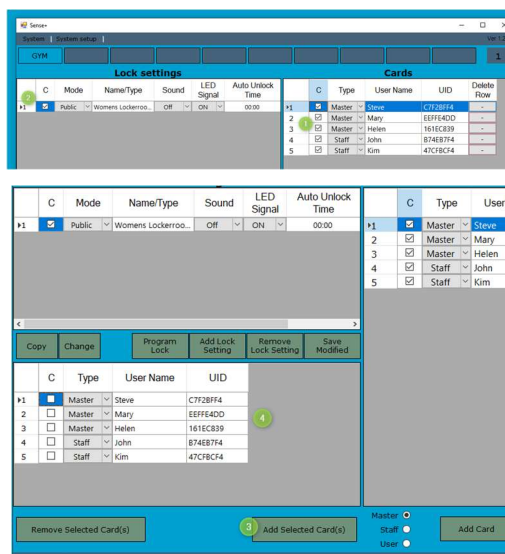 Sense+
System | System setup |
Ver 1.2
GYM
1
Lock settings
Cards
C Mode Name/Type Sound LED Signal Auto Unlock Time
C Type User Name UID Delete Row
2
1 Public Womens Lockerroo... Off ON 00:00
1 Master Steve C7F2BFF4 -
1
2 Master Mary EEFFE4DD -
3 Master Helen 161EC839 -
4 Staff John B74EB7F4 -
5 Staff Kim 47CFBCF4 -
C Mode Name/Type Sound LED Signal Auto Unlock Time
C Type User
1 Public Womens Lockerroo... Off ON 00:00
1 Master Steve
2 Master Mary
3 Master Helen
4 Staff John
5 Staff Kim
Copy Change Program Lock Add Lock Setting Remove Lock Setting Save Modified
C Type User Name UID
1 Master Steve C7F2BFF4
2 Master Mary EEFFE4DD
3 Master Helen 161EC839
4 Staff John B74EB7F4
5 Staff Kim 47CFBCF4
4
Remove Selected Card(s)
3 Add Selected Card(s)
Master
Staff
User
Add Card